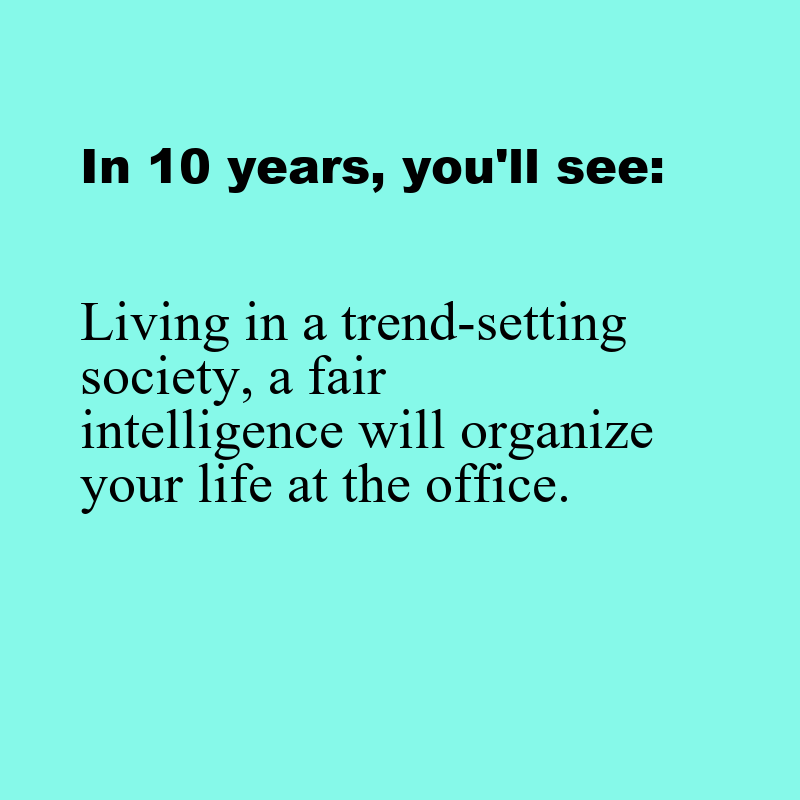 In 10 years, you'll see:
Living in a trend-setting
society, a fair
intelligence will organize
your life at the office.